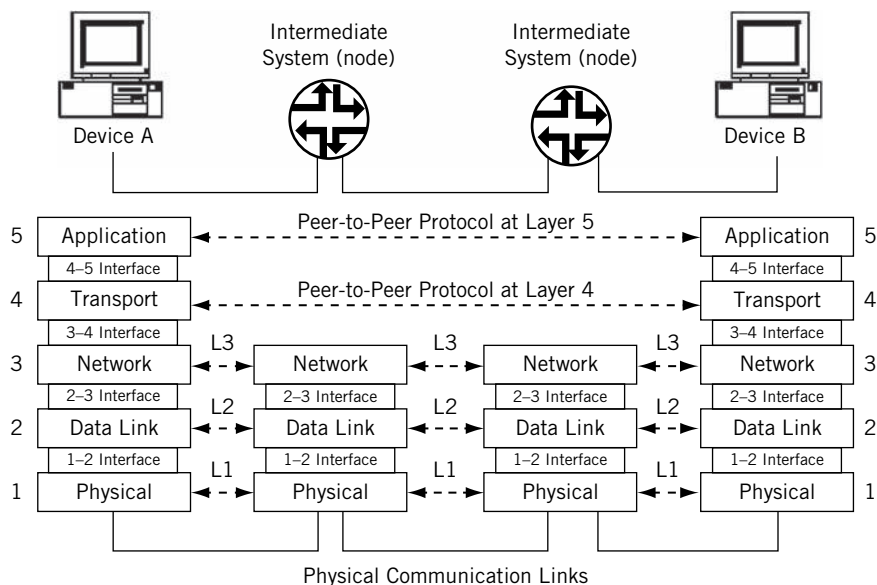 Intermediate
System (node)
Intermediate
System (node)
Device A
Device B
Peer-to-Peer Protocol at Layer 5
5 Application
Application 5
4–5 Interface
4–5 Interface
Peer-to-Peer Protocol at Layer 4
4 Transport
Transport 4
3–4 Interface
3–4 Interface
L3 L3 L3
3 Network Network Network Network 3
2–3 Interface 2–3 Interface 2–3 Interface 2–3 Interface
L2 L2 L2
2 Data Link Data Link Data Link Data Link 2
1–2 Interface 1–2 Interface 1–2 Interface 1–2 Interface
L1 L1 L1
1 Physical Physical Physical Physical 1
Physical Communication Links